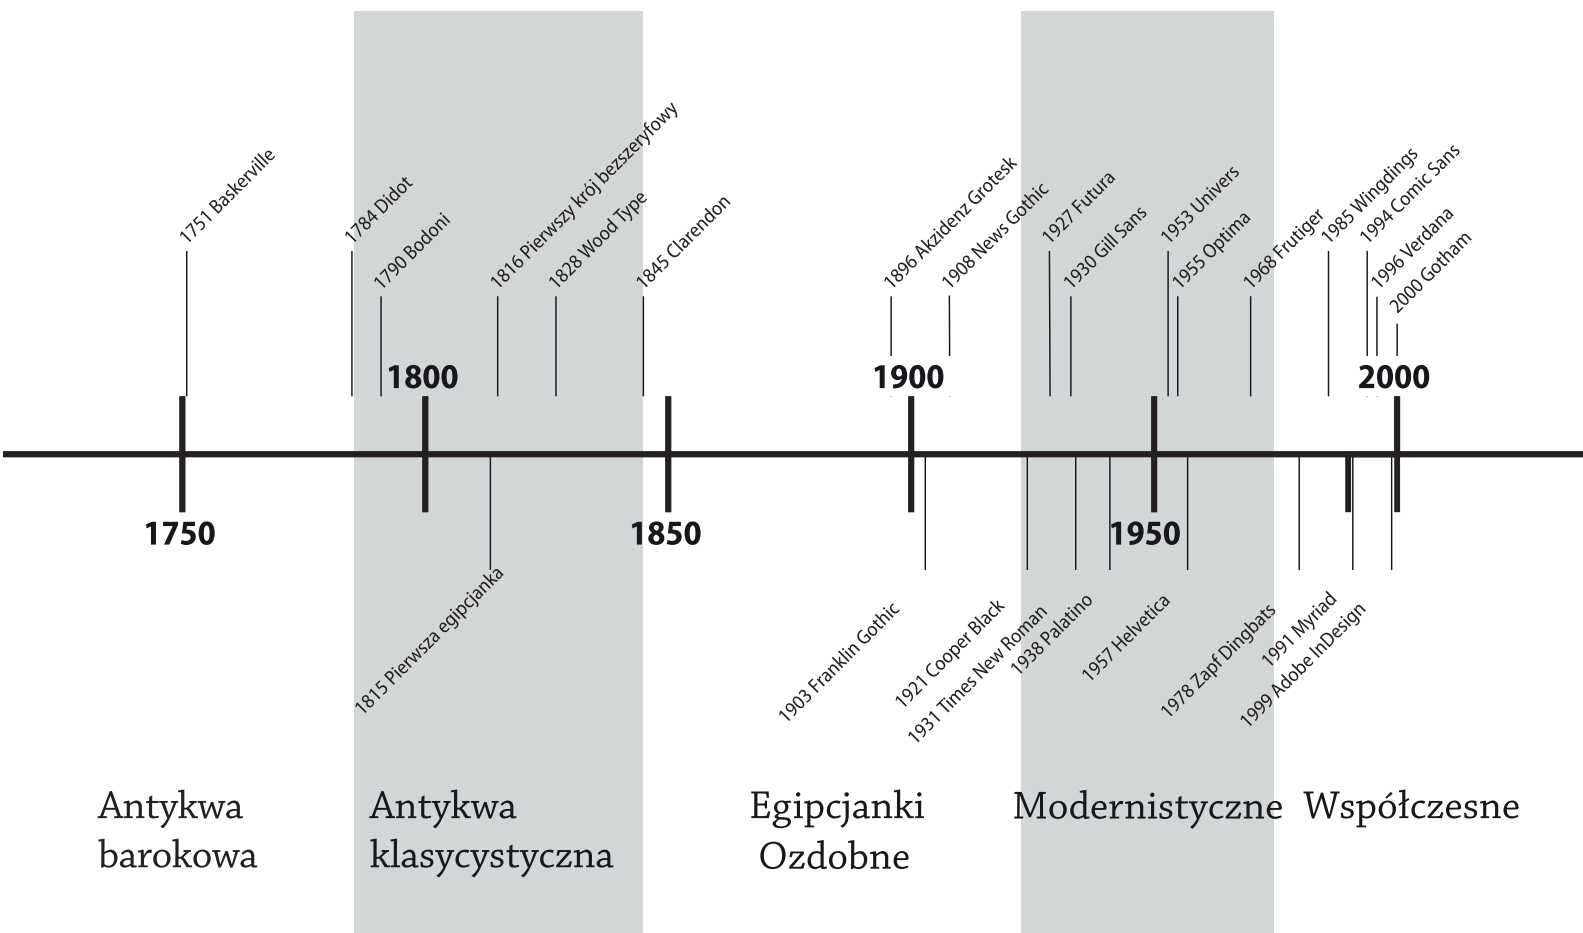 1751 Baskerville
1784 Didot
1790 Bodoni
1816 Pierwszy krój bezszeryfowy
1828 Wood Type
1845 Clarendon
1896 Akzidenz Grotesk
1908 News Gothic
1927 Futura
1930 Gill Sans
1953 Univers
1955 Optima
1968 Frutiger
1985 Wingdings
1994 Comic Sans
1996 Verdana
2000 Gotham
1800
1900
2000
1750
1850
1950
1815 Pierwsza egipcjanka
1903 Franklin Gothic
1921 Cooper Black
1931 Times New Roman
1938 Palatino
1957 Helvetica
1978 Zapf Dingbats
1991 Myriad
1999 Adobe InDesign
Antykwa
barokowa
Antykwa
klasycystyczna
Egipcjanki
Ozdobne
Modernistyczne
Współczesne